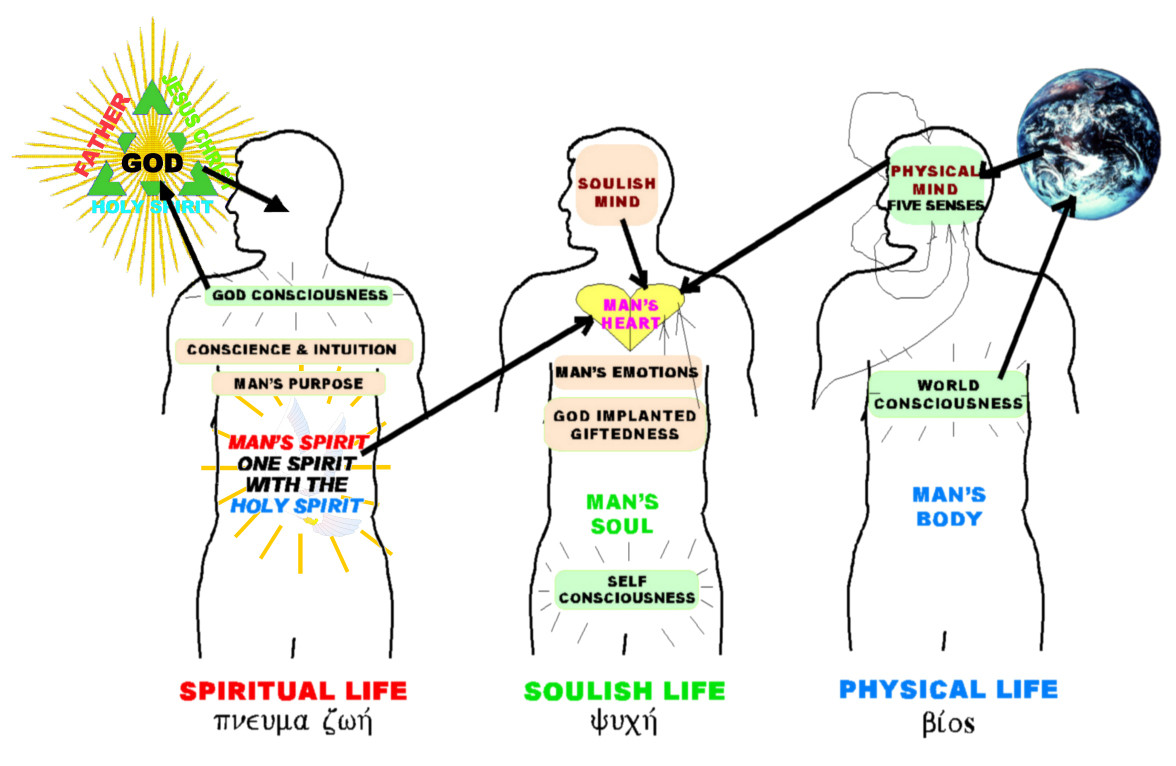 FATHER
JESUS CHRIST
GOD
HOLY SPIRIT
GOD CONSCIOUSNESS
CONSCIENCE & INTUITION
MAN'S PURPOSE
MAN'S SPIRIT
ONE SPIRIT
WITH THE
HOLY SPIRIT
SPIRITUAL LIFE
πνευμα ζωή
SOULISH
MIND
MAN'S
HEART
MAN'S EMOTIONS
GOD IMPLANTED
GIFTEDNESS
MAN'S
SOUL
SELF
CONSCIOUSNESS
SOULISH LIFE
ψυχή
PHYSICAL
MIND
FIVE SENSES
WORLD
CONSCIOUSNESS
MAN'S
BODY
PHYSICAL LIFE
βίος